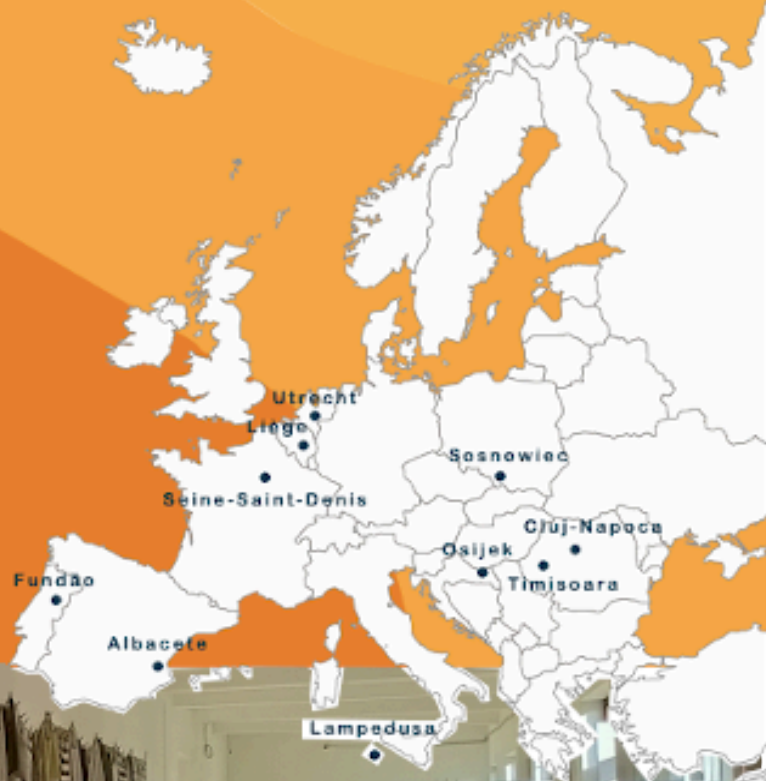 Utrecht
Liège
Sosnowiec
Seine-Saint-Denis
Cluj-Napoca
Osijek
Timisoara
Fundão
Albacete
Lampedusa